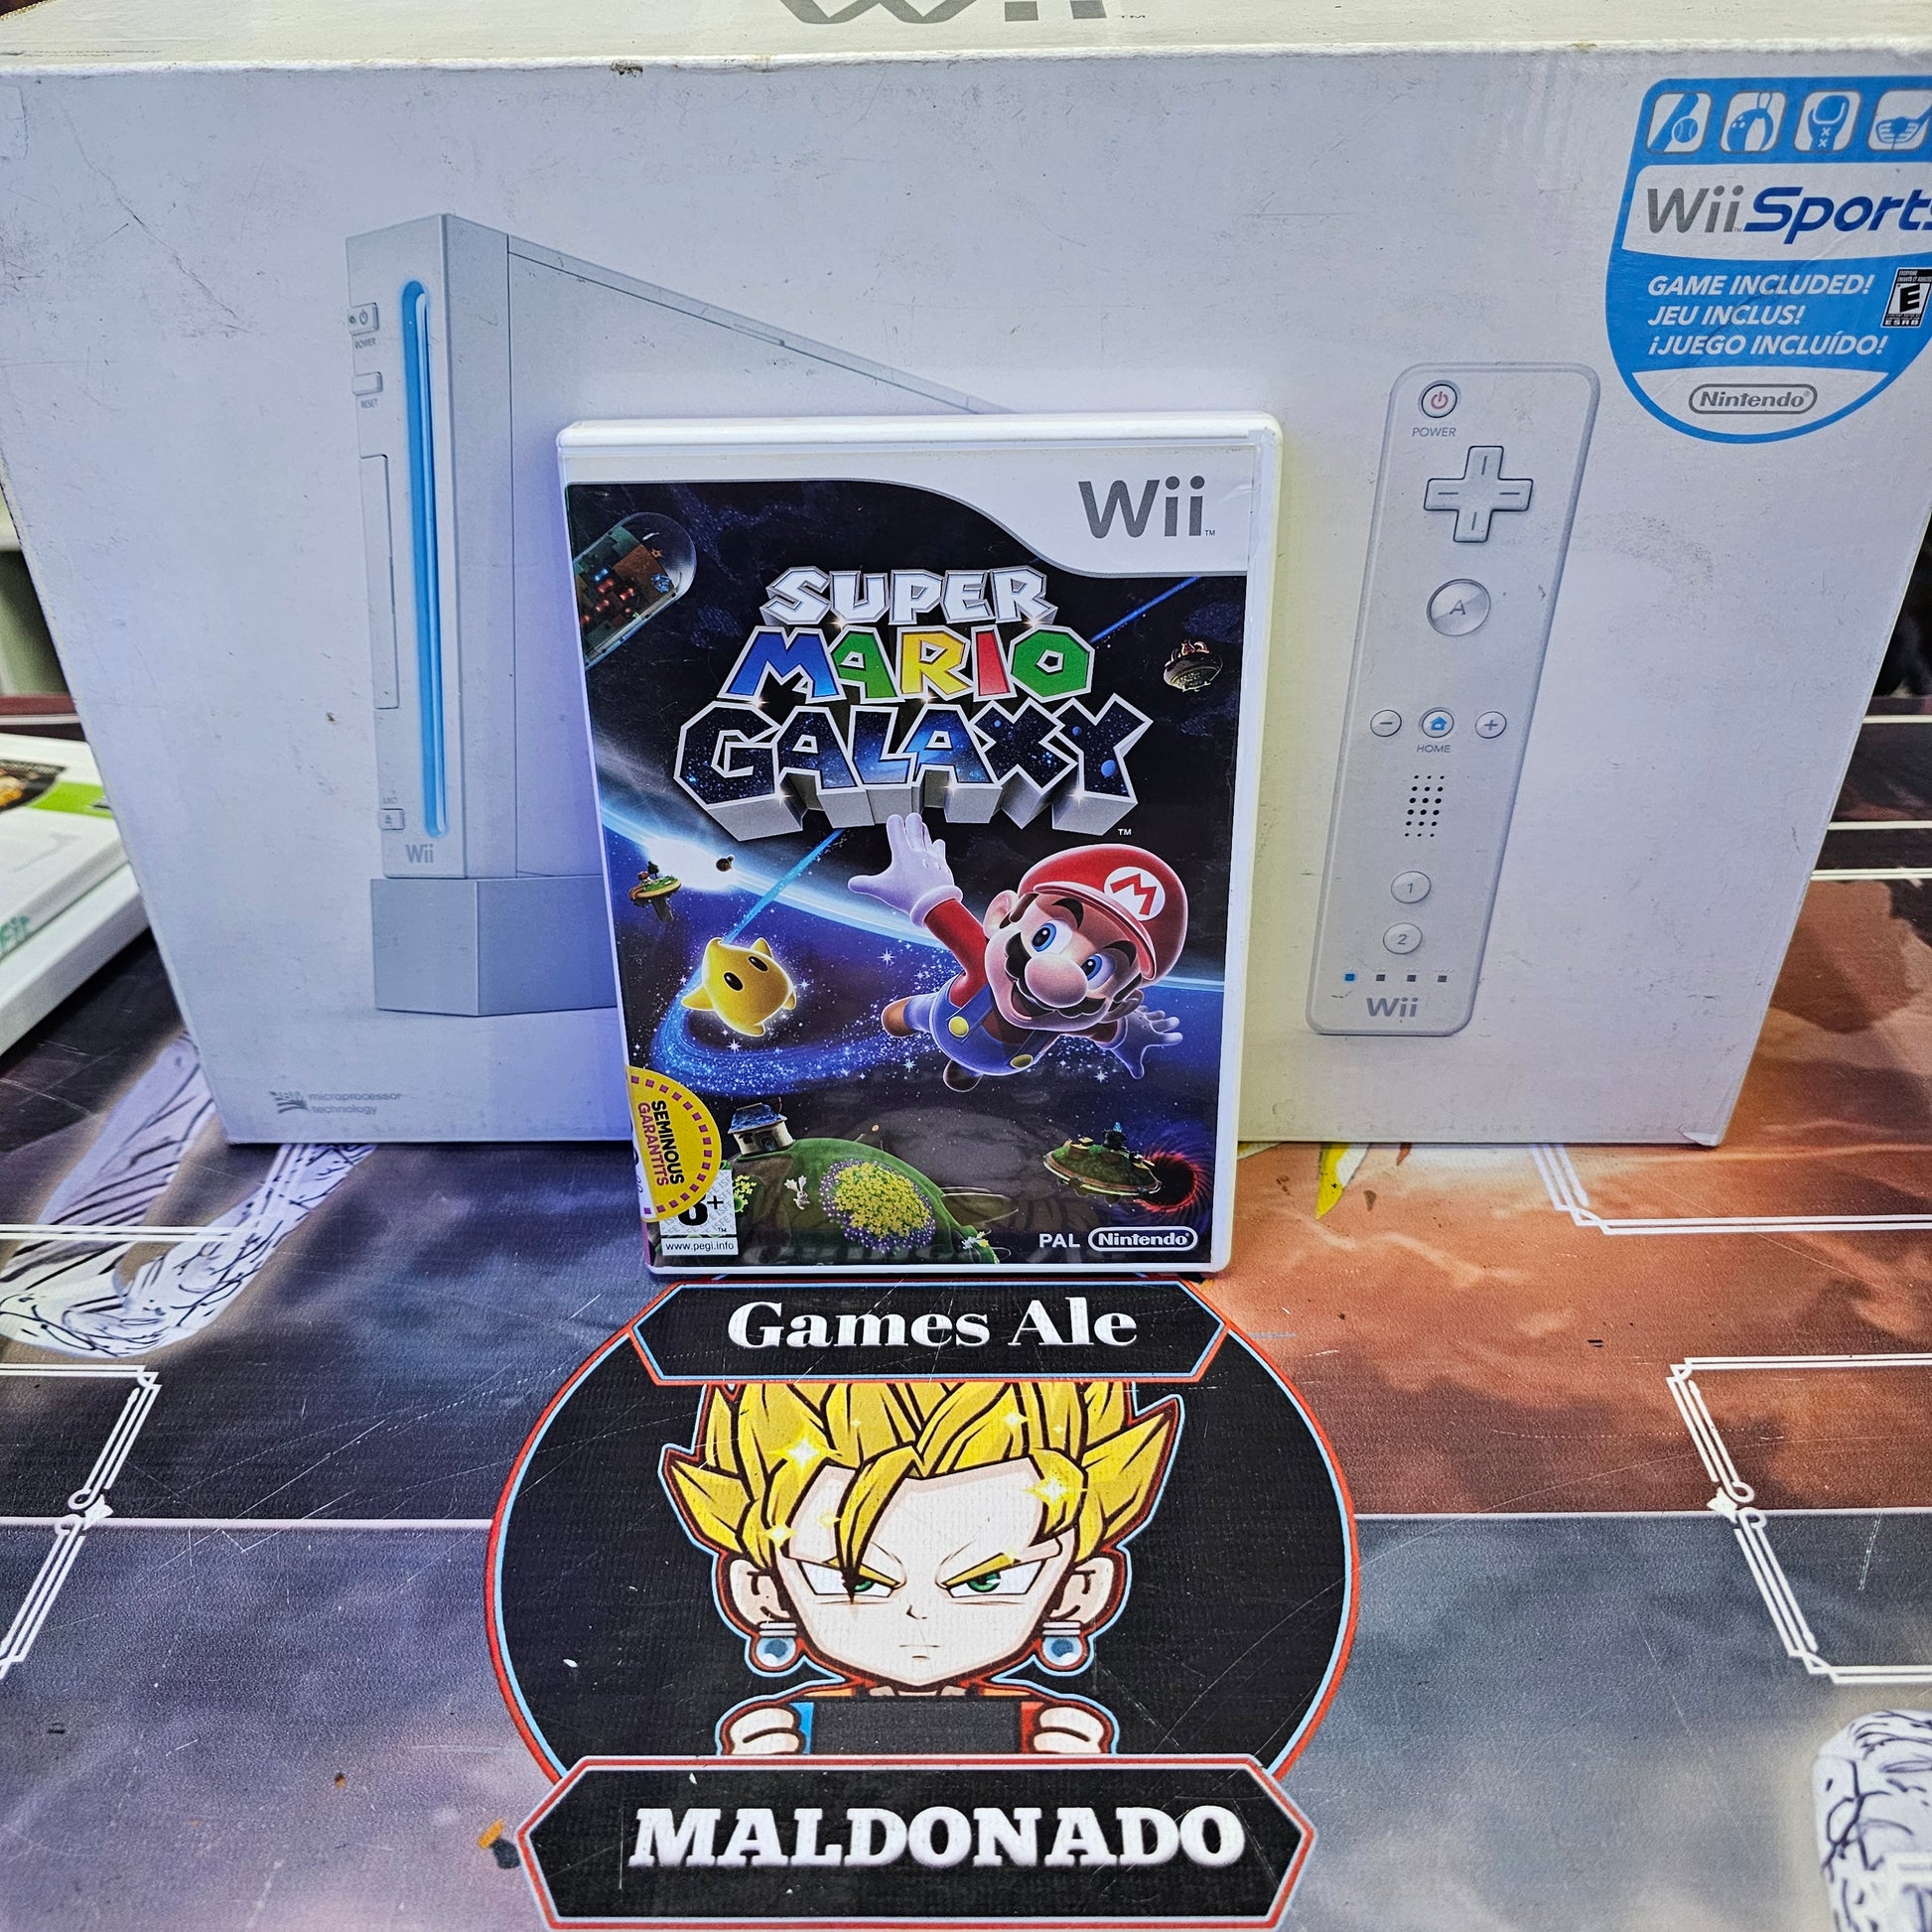 Wii
Wii Sports
GAME INCLUDED!
JEU INCLUS!
¡JUEGO INCLUÍDO!
E
ESRB
Nintendo
POWER
RESET
Wii
microprocessor
technology
POWER
A
HOME
1
2
Wii
Wii
SUPER
MARIO
GALAXY
SEMINOUS
GARANTITS
www.pegi.info
PAL Nintendo
Games Ale
MALDONADO